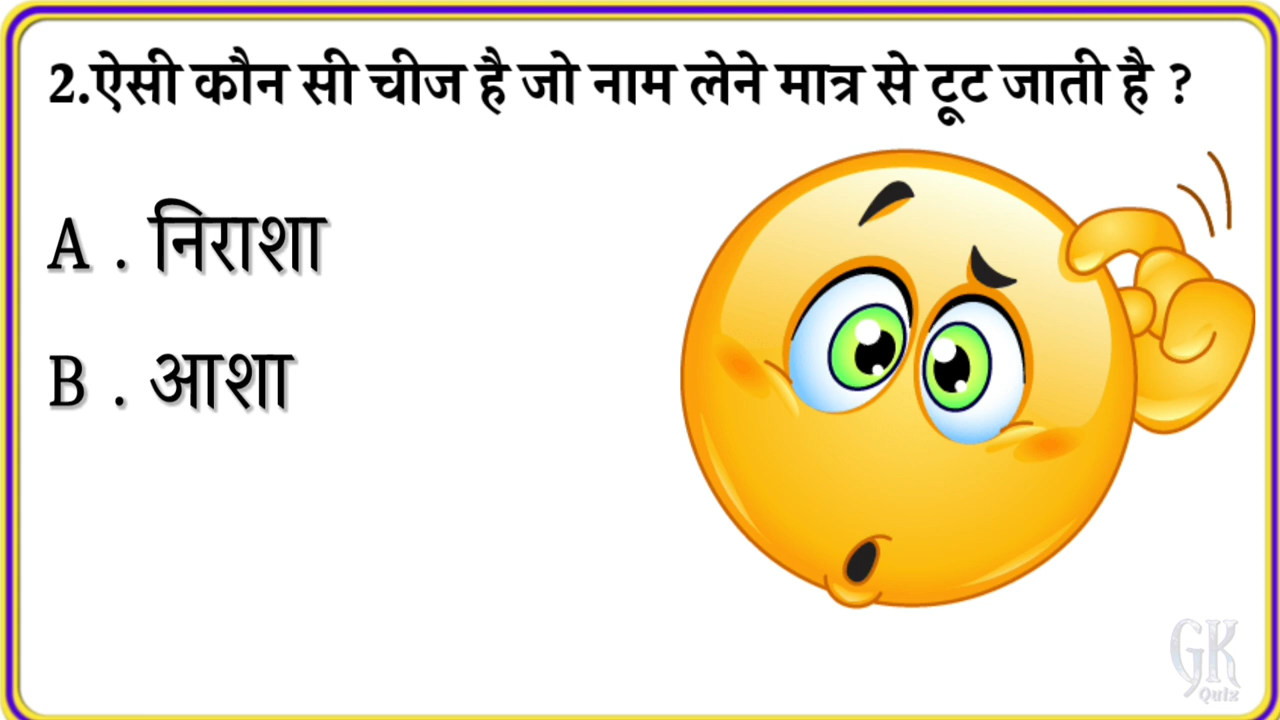 2.ऐसी कौन सी चीज है जो नाम लेने मात्र से टूट जाती है ?
A . निराशा
B . आशा
GK
Quiz